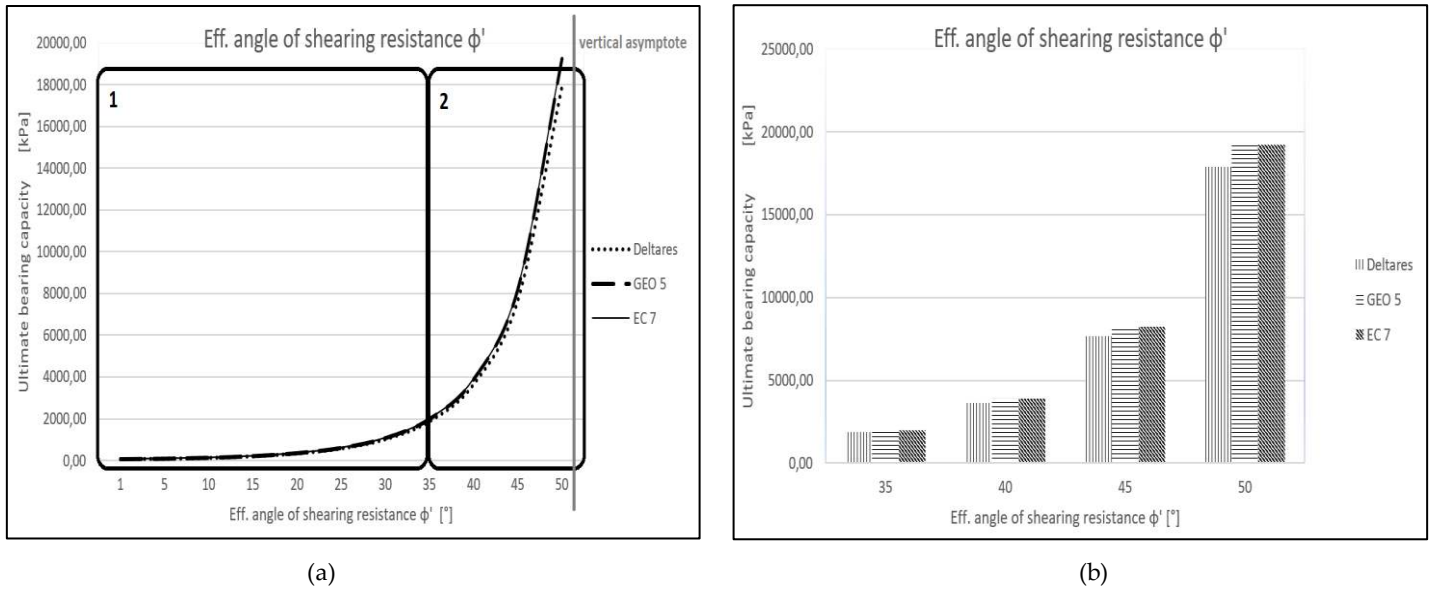 Eff. angle of shearing resistance ϕ'
vertical asymptote
20000,00
18000,00
16000,00
14000,00
12000,00
10000,00
8000,00
6000,00
4000,00
2000,00
0,00
Ultimate bearing capacity [kPa]
1
2
1 5 10 15 20 25 30 35 40 45 50
Eff. angle of shearing resistance ϕ' [°]
Deltares
GEO 5
EC 7
(a)
Eff. angle of shearing resistance ϕ'
25000,00
20000,00
15000,00
10000,00
5000,00
0,00
Ultimate bearing capacity [kPa]
35 40 45 50
Eff. angle of shearing resistance ϕ' [°]
Deltares
GEO 5
EC 7
(b)